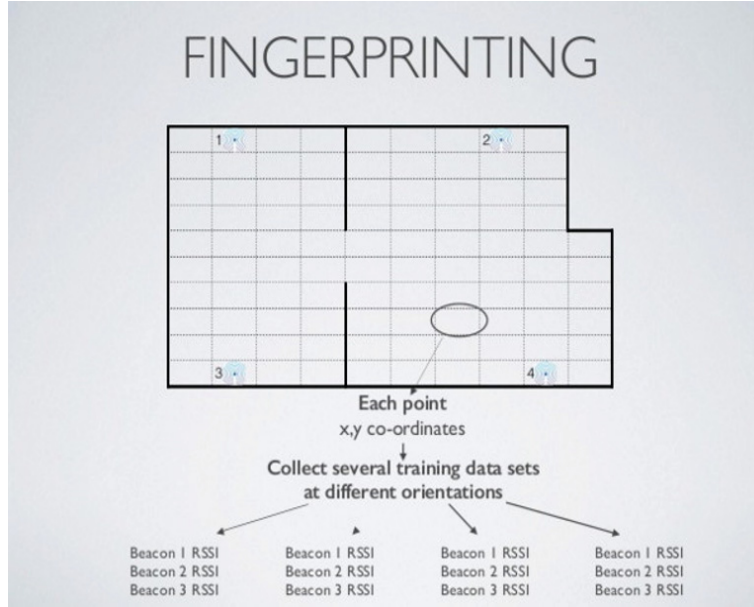 FINGERPRINTING
1
2
3
4
Each point
x,y co-ordinates
Collect several training data sets
at different orientations
Beacon 1 RSSI Beacon 1 RSSI Beacon 1 RSSI Beacon 1 RSSI
Beacon 2 RSSI Beacon 2 RSSI Beacon 2 RSSI Beacon 2 RSSI
Beacon 3 RSSI Beacon 3 RSSI Beacon 3 RSSI Beacon 3 RSSI